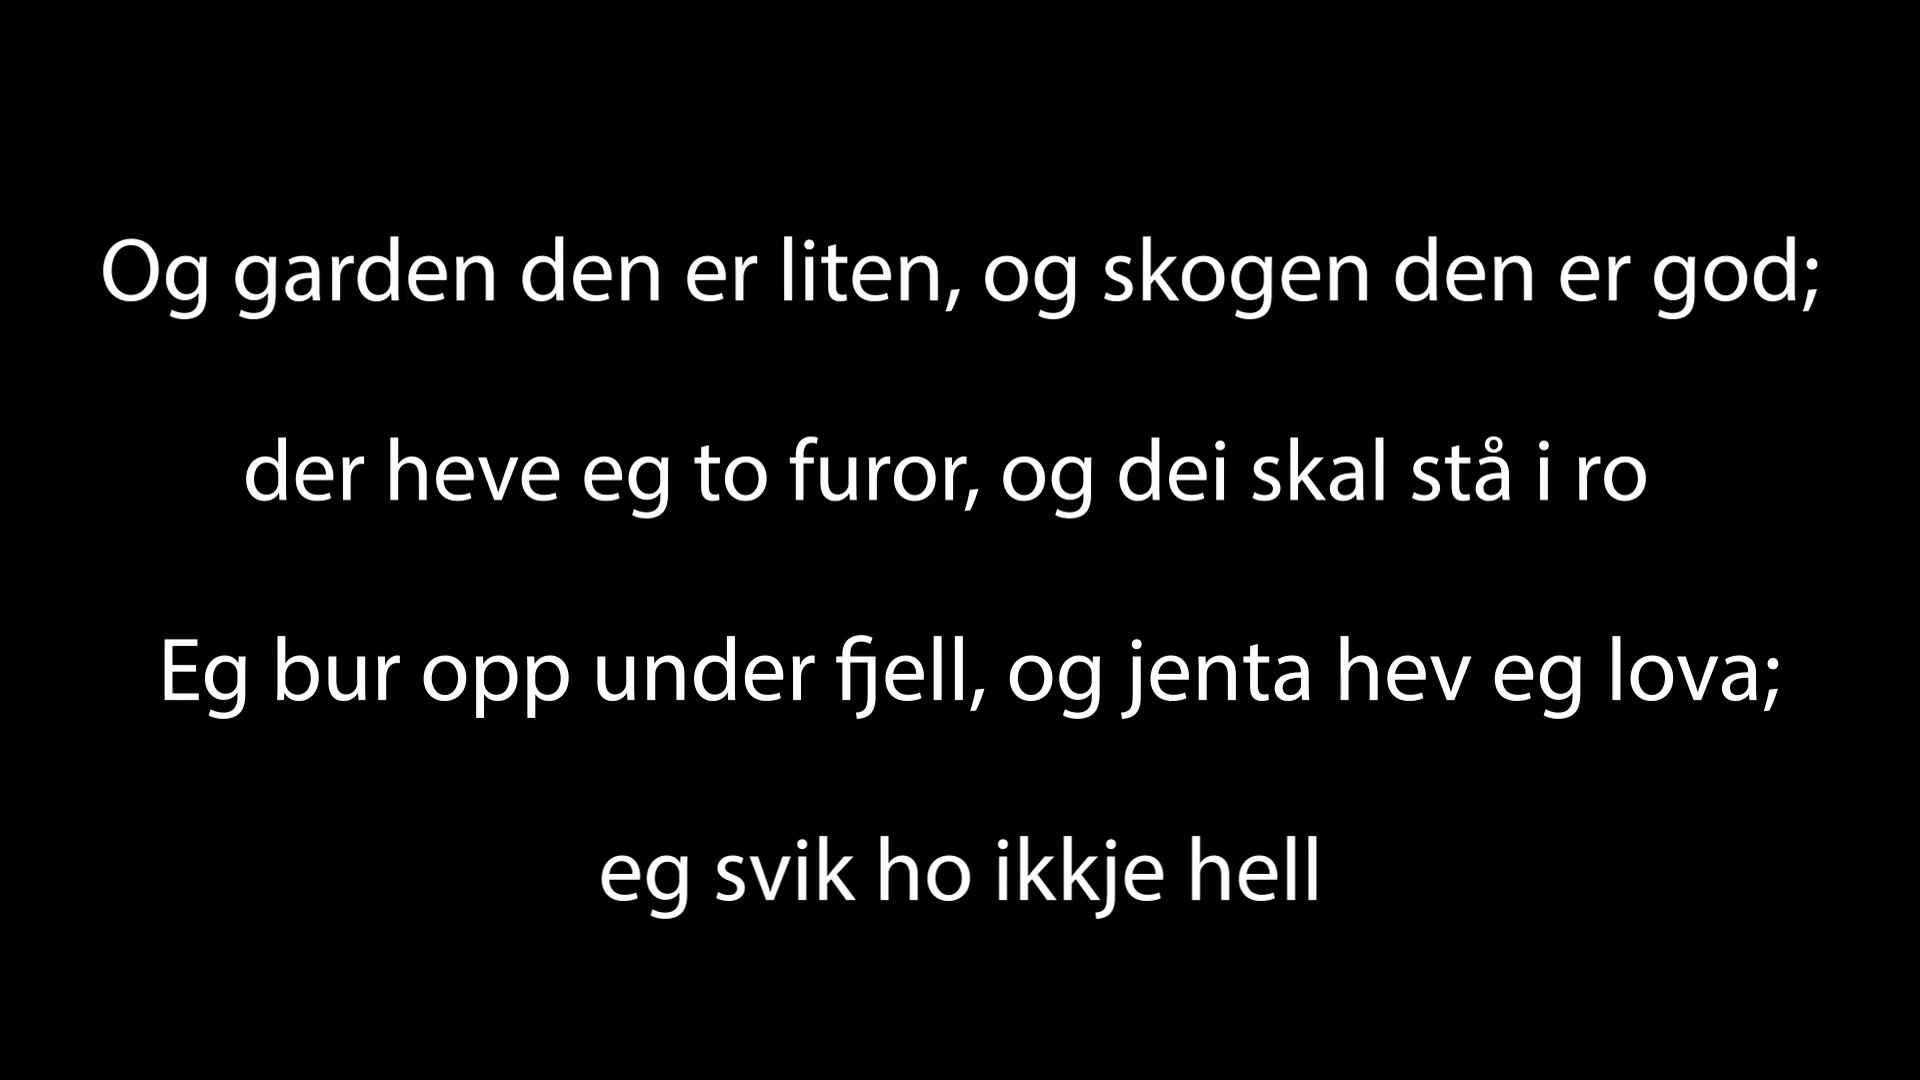 Og garden den er liten, og skogen den er god;
der heve eg to furor, og dei skal stå i ro
Eg bur opp under fjell, og jenta hev eg lova;
eg svik ho ikkje hell